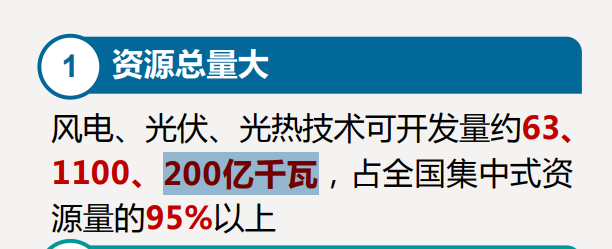 1 资源总量大
风电、光伏、光热技术可开发量约63、
1100、200亿千瓦，占全国集中式资
源量的95%以上